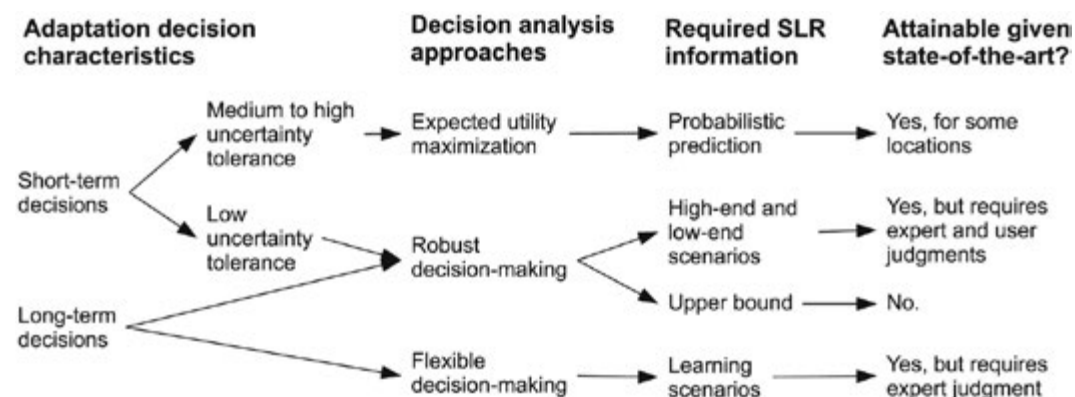 Adaptation decision
characteristics
Decision analysis
approaches
Required SLR
information
Attainable given
state-of-the-art?
Short-term
decisions
Medium to high
uncertainty
tolerance
Expected utility
maximization
Probabilistic
prediction
Yes, for some
locations
Low
uncertainty
tolerance
Robust
decision-making
High-end and
low-end
scenarios
Yes, but requires
expert and user
judgments
Upper bound
No.
Long-term
decisions
Flexible
decision-making
Learning
scenarios
Yes, but requires
expert judgment